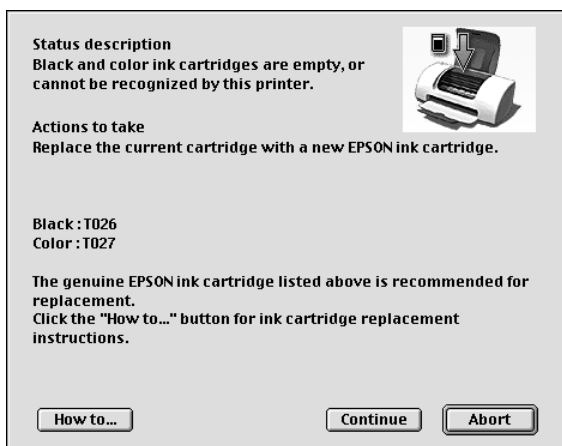 Status description
Black and color ink cartridges are empty, or
cannot be recognized by this printer.
Actions to take
Replace the current cartridge with a new EPSON ink cartridge.
Black : T026
Color : T027
The genuine EPSON ink cartridge listed above is recommended for
replacement.
Click the "How to..." button for ink cartridge replacement
instructions.
How to... Continue Abort